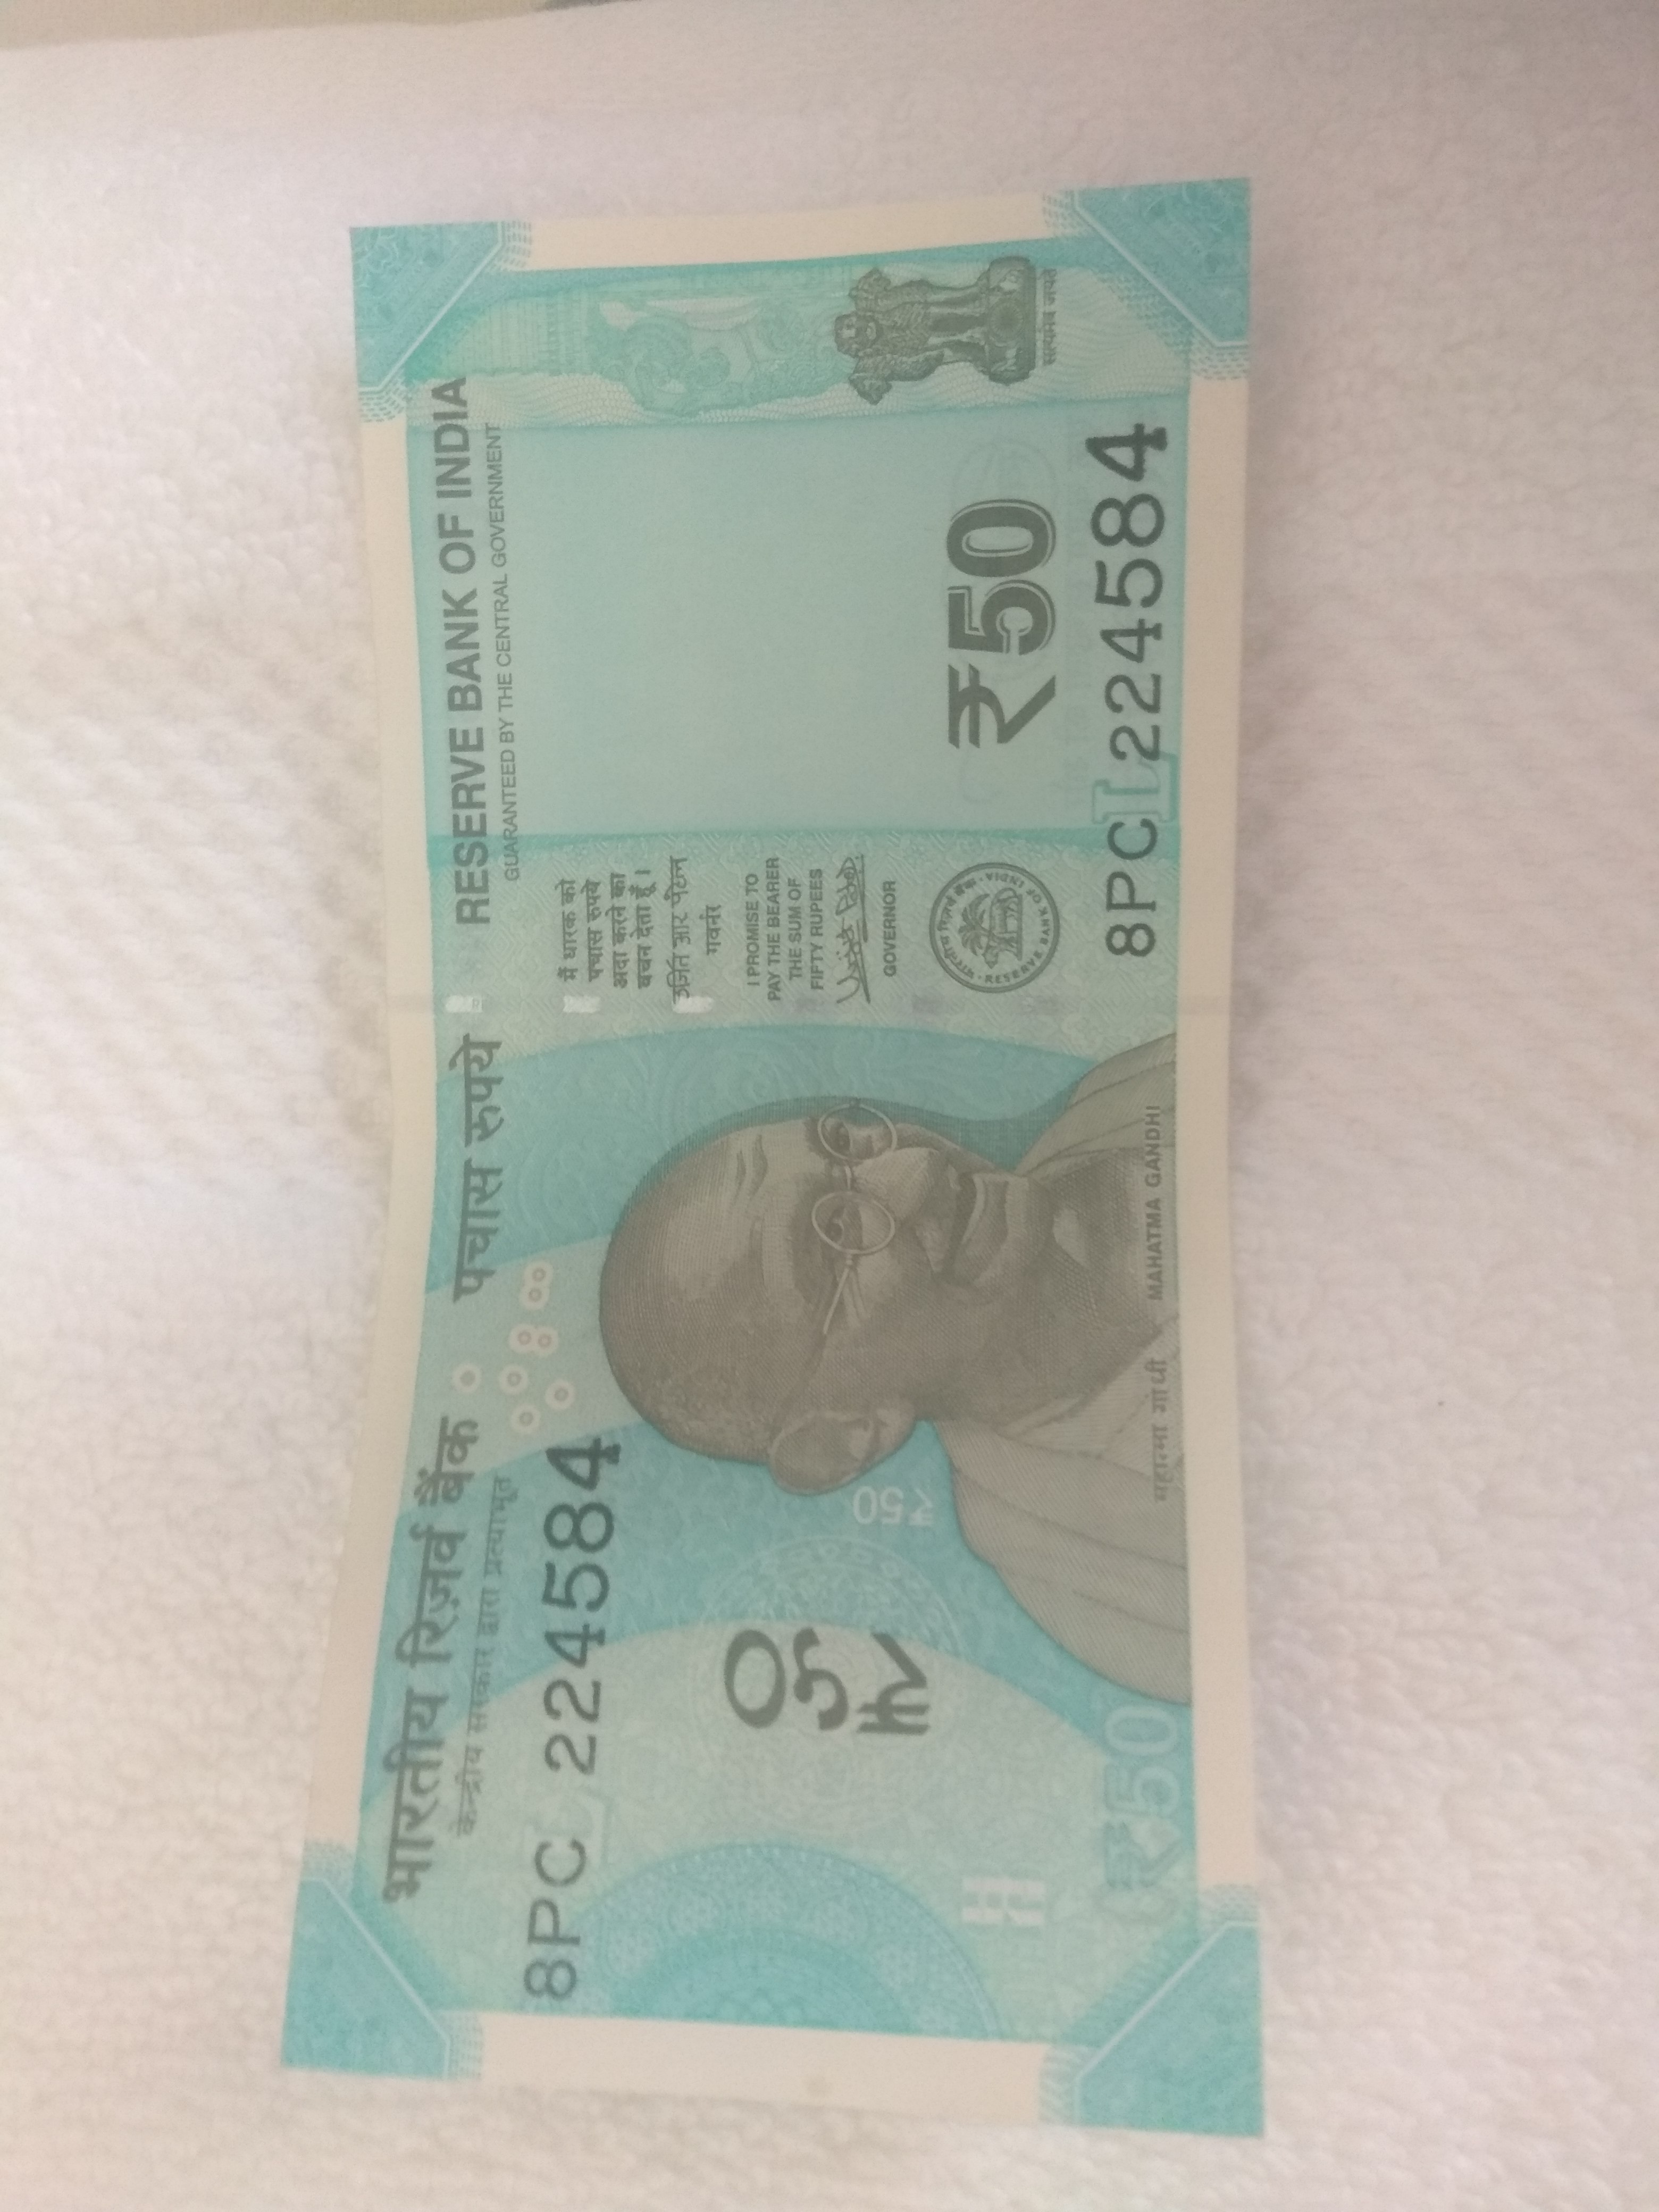 भारतीय रिज़र्व बैंक
केन्द्रीय सरकार द्वारा प्रत्याभूत
पचास रुपये
RESERVE BANK OF INDIA
GUARANTEED BY THE CENTRAL GOVERNMENT
8PC 224584
₹५०
₹50
₹50
मैं धारक को
पचास रुपये
अदा करने का
वचन देता हूँ ।
उर्जित आर पटेल
गवर्नर
I PROMISE TO
PAY THE BEARER
THE SUM OF
FIFTY RUPEES
GOVERNOR
भारतीय रिज़र्व बैंक
RESERVE BANK OF INDIA
₹50
सत्यमेव जयते
8PC 224584
महात्मा गांधी MAHATMA GANDHI